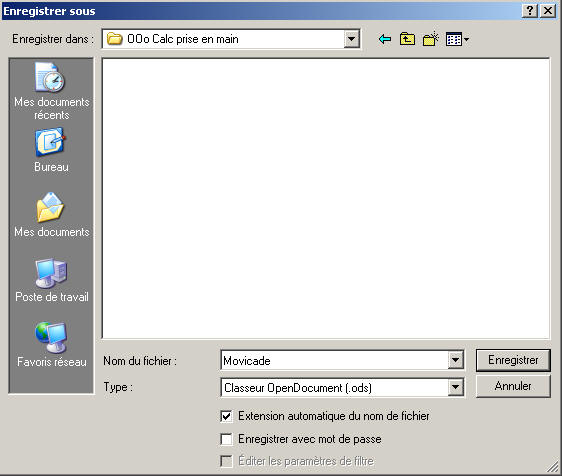 Enregistrer sous
Enregistrer dans :
OOo Calc prise en main
Mes documents
récents
Bureau
Mes documents
Poste de travail
Favoris réseau
Nom du fichier :
Movicade
Enregistrer
Type :
Classeur OpenDocument (.ods)
Annuler
Extension automatique du nom de fichier
Enregistrer avec mot de passe
Éditer les paramètres de filtre